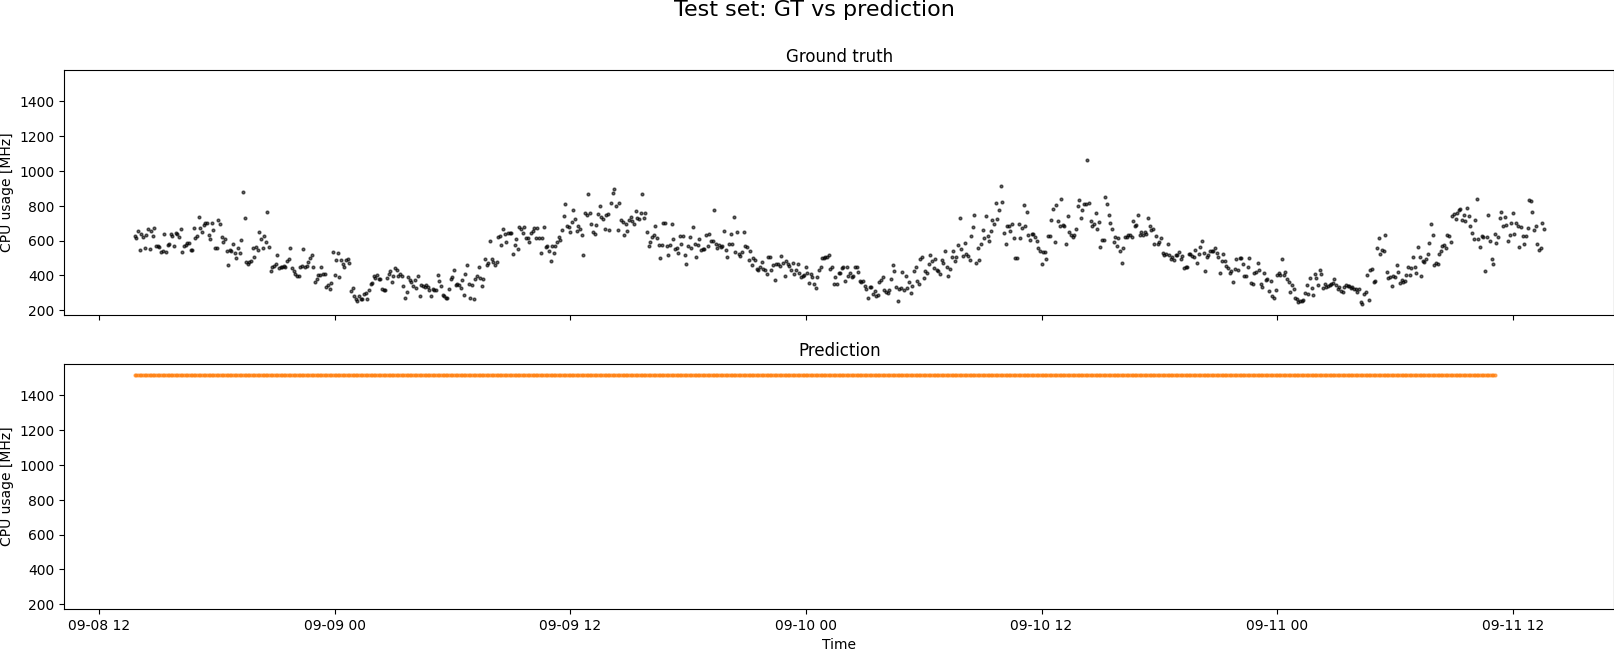 Test set: GT vs prediction
Ground truth
CPU usage [MHz]
1400
1200
1000
800
600
400
200
Prediction
CPU usage [MHz]
1400
1200
1000
800
600
400
200
09-08 12 09-09 00 09-09 12 09-10 00 09-10 12 09-11 00 09-11 12
Time